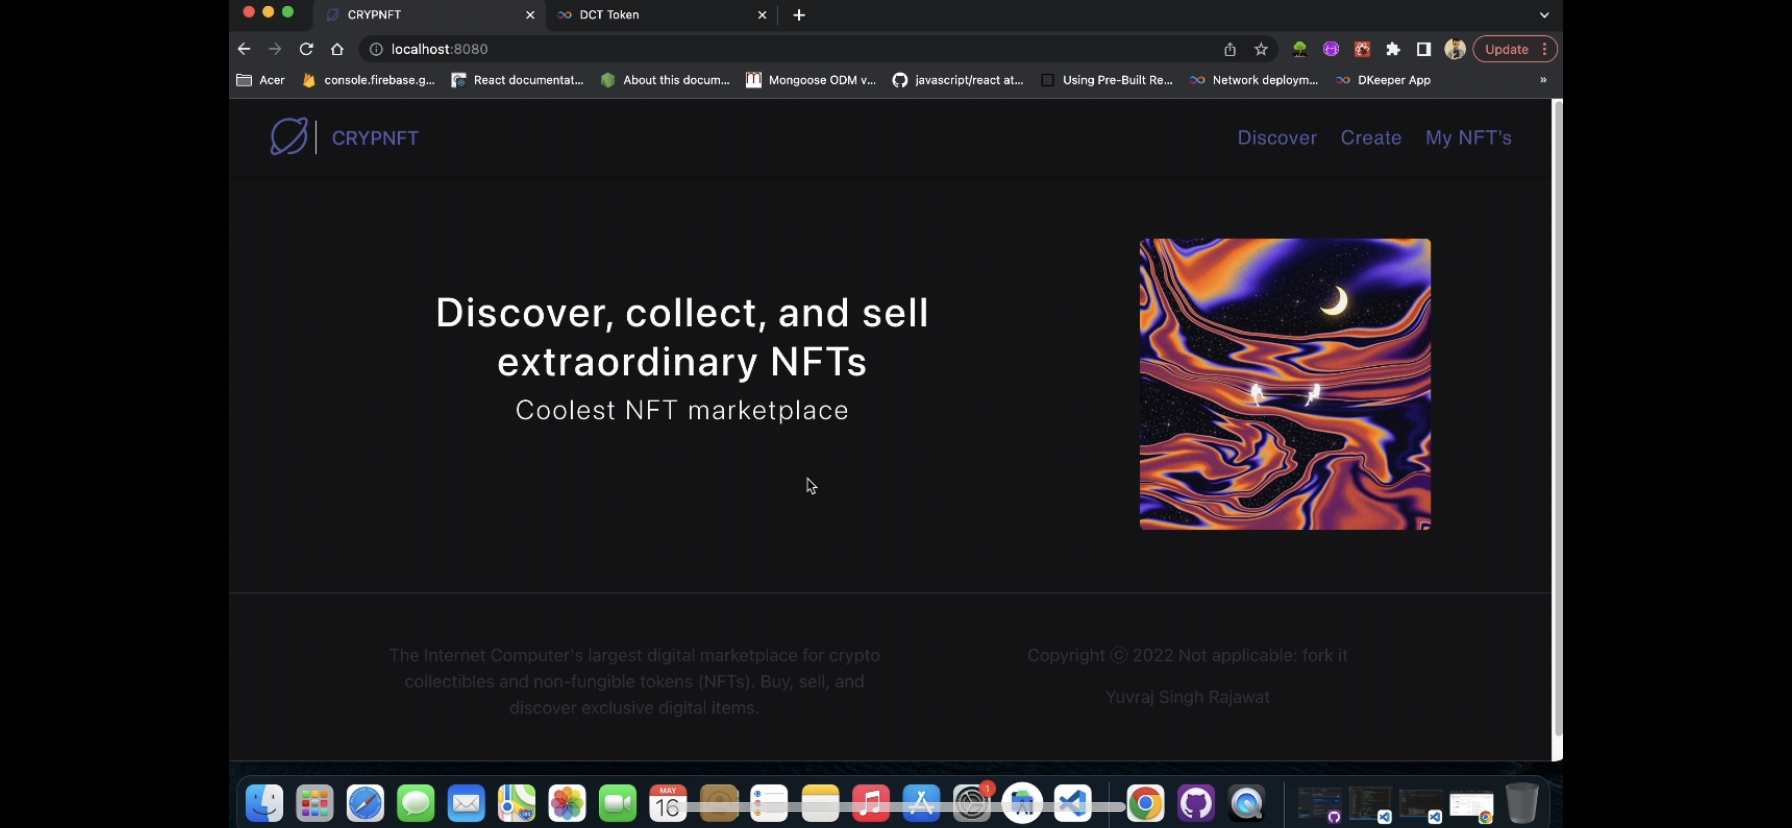 CRYPNFT
DCT Token
localhost:8080
Update
Acer
console.firebase.g...
React documentat...
About this docum...
Mongoose ODM v...
javascript/react at...
Using Pre-Built Re...
Network deploym...
DKeeper App
»
CRYPNFT
Discover
Create
My NFT's
Discover, collect, and sell
extraordinary NFTs
Coolest NFT marketplace
The Internet Computer's largest digital marketplace for crypto
collectibles and non-fungible tokens (NFTs). Buy, sell, and
discover exclusive digital items.
Copyright ⓒ 2022 Not applicable: fork it
Yuvraj Singh Rajawat
MAY
16
1